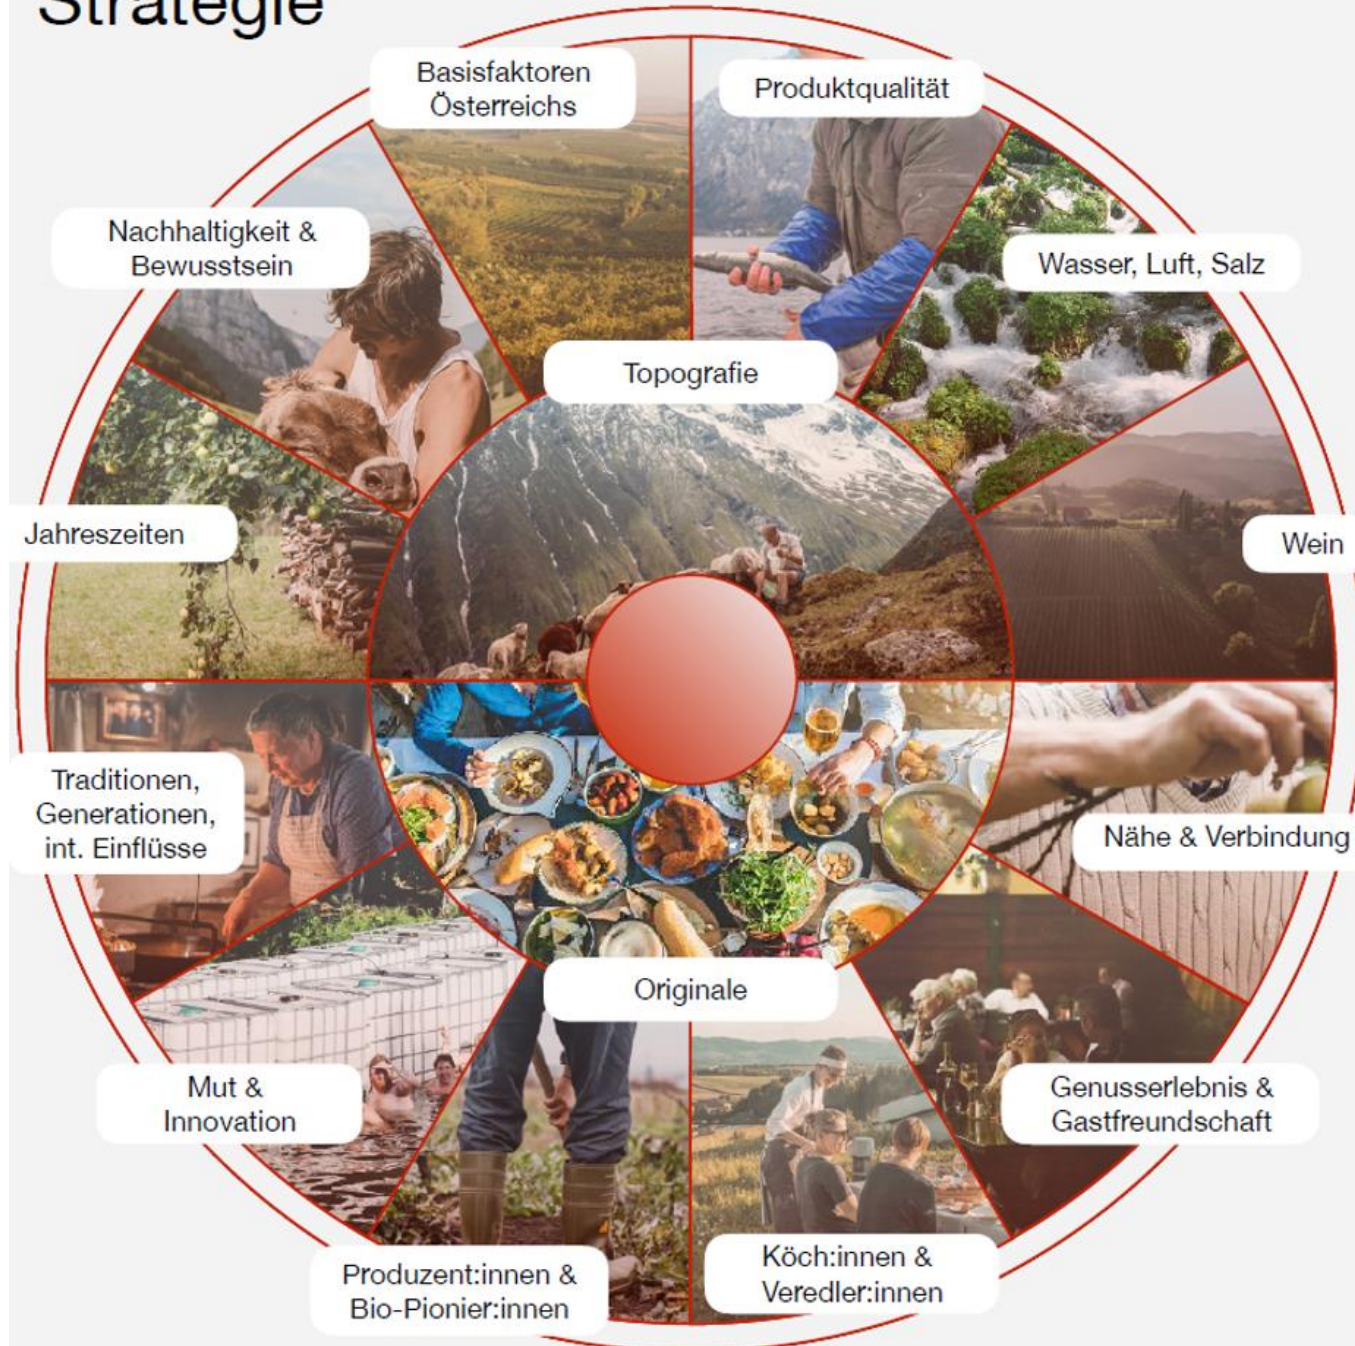 Strategie
Basisfaktoren
Österreichs
Produktqualität
Nachhaltigkeit &
Bewusstsein
Wasser, Luft, Salz
Topografie
Jahreszeiten
Wein
Traditionen,
Generationen,
int. Einflüsse
Nähe & Verbindung
Originale
Mut &
Innovation
Genusserlebnis &
Gastfreundschaft
Produzent:innen &
Bio-Pionier:innen
Köch:innen &
Veredler:innen